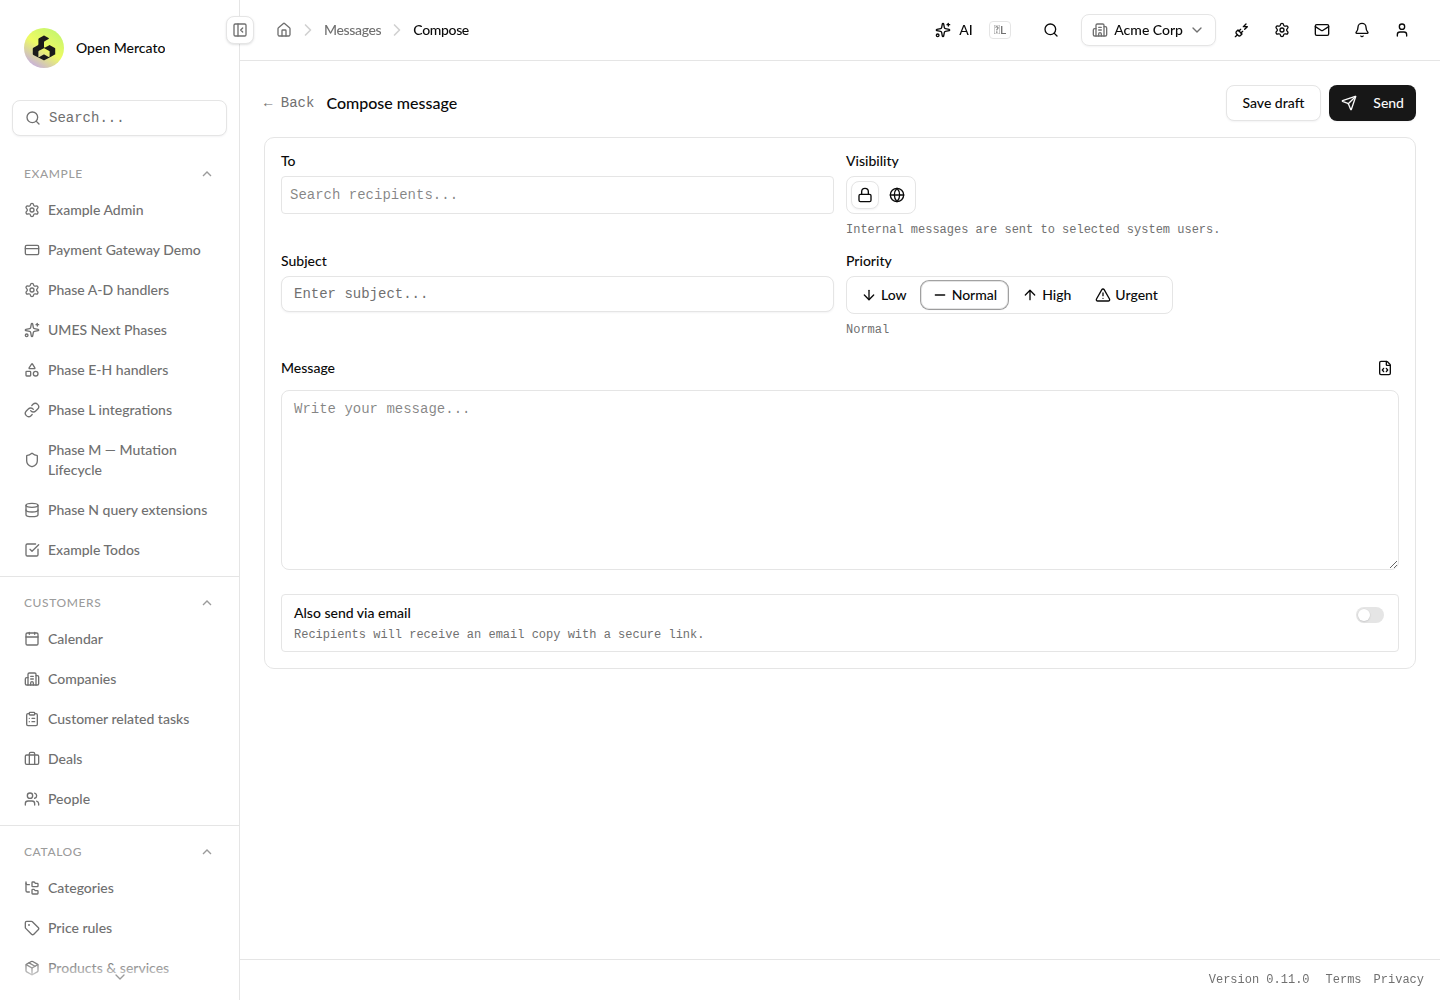 Open Mercato
Messages
Compose
AI
Acme Corp
Search...
← Back
Compose message
Save draft
Send
EXAMPLE
Example Admin
Payment Gateway Demo
Phase A-D handlers
UMES Next Phases
Phase E-H handlers
Phase L integrations
Phase M — Mutation
Lifecycle
Phase N query extensions
Example Todos
CUSTOMERS
Calendar
Companies
Customer related tasks
Deals
People
CATALOG
Categories
Price rules
Products & services
To
Search recipients...
Visibility
Internal messages are sent to selected system users.
Subject
Enter subject...
Priority
Low
Normal
High
Urgent
Normal
Message
Write your message...
Also send via email
Recipients will receive an email copy with a secure link.
Version 0.11.0
Terms
Privacy